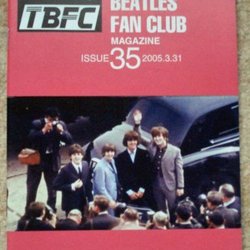 TBFC
BEATLES
FAN CLUB
MAGAZINE
ISSUE 35 2005.3.31